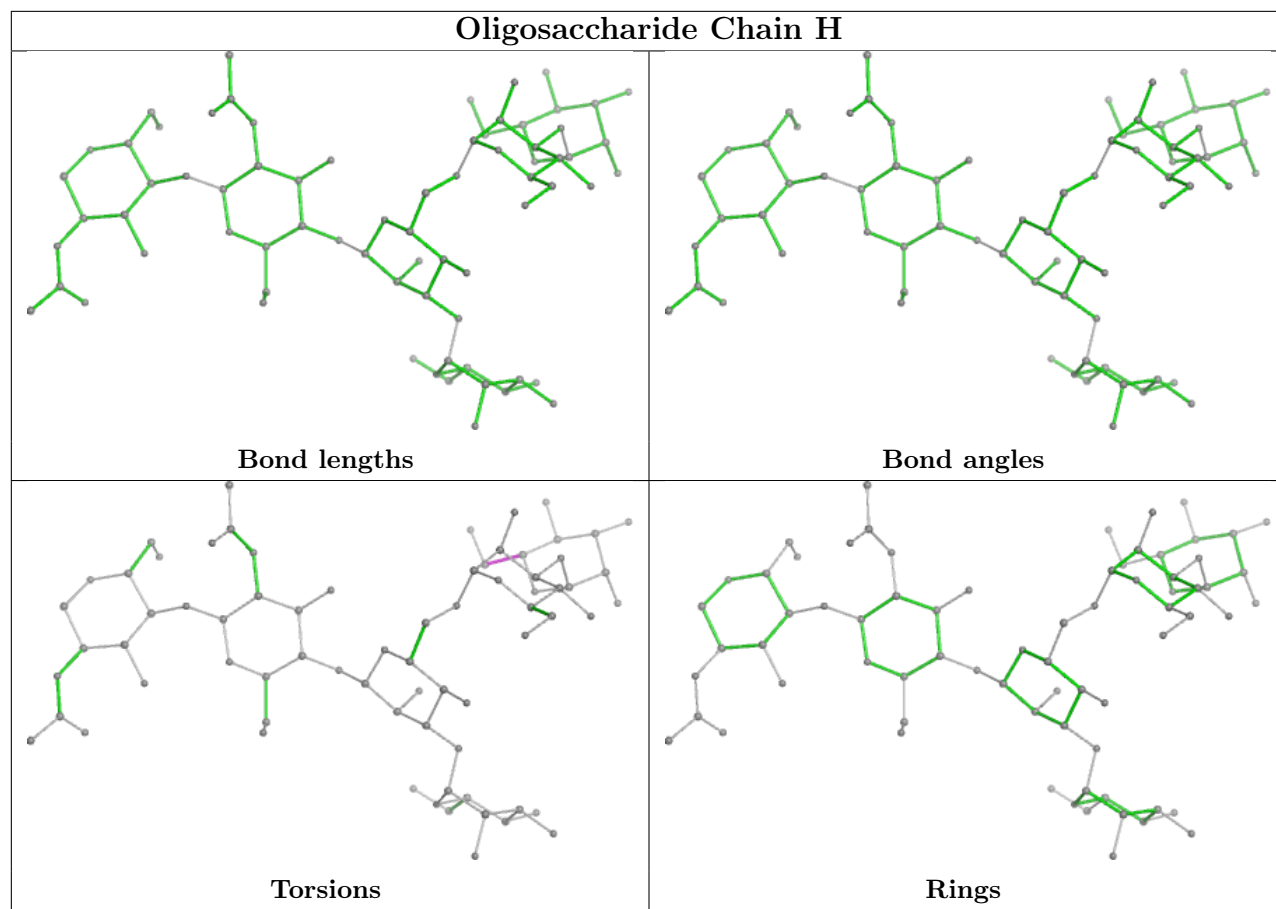 Oligosaccharide Chain H
Bond lengths
Bond angles
Torsions
Rings